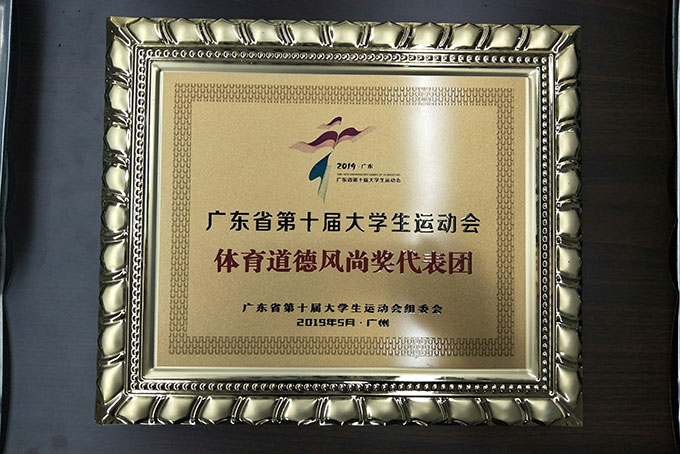 2019·广东
广东省第十届大学生运动会
广东省第十届大学生运动会
体育道德风尚奖代表团
广东省第十届大学生运动会组委会
2019年5月·广州